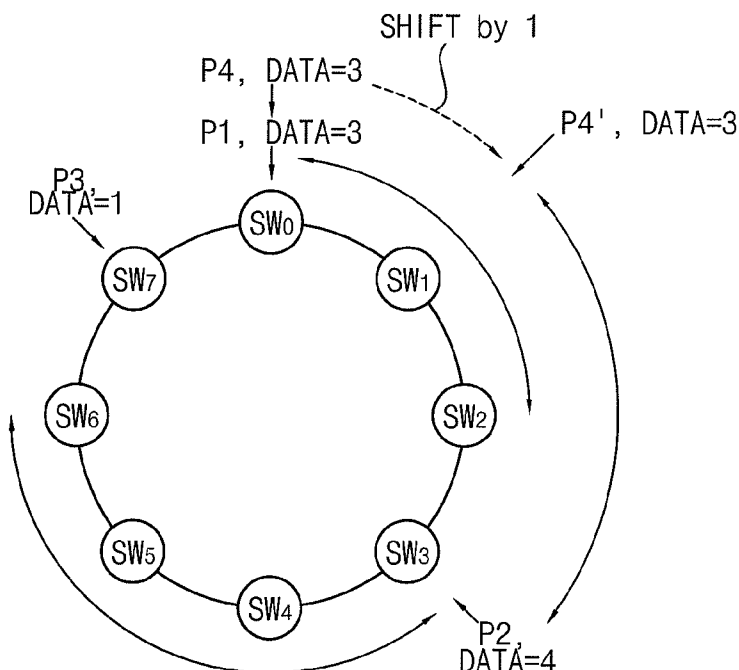 SHIFT by 1
P4, DATA=3
P1, DATA=3
P4', DATA=3
P3,
DATA=1
SW0
SW7
SW1
SW6
SW2
SW5
SW3
SW4
P2,
DATA=4